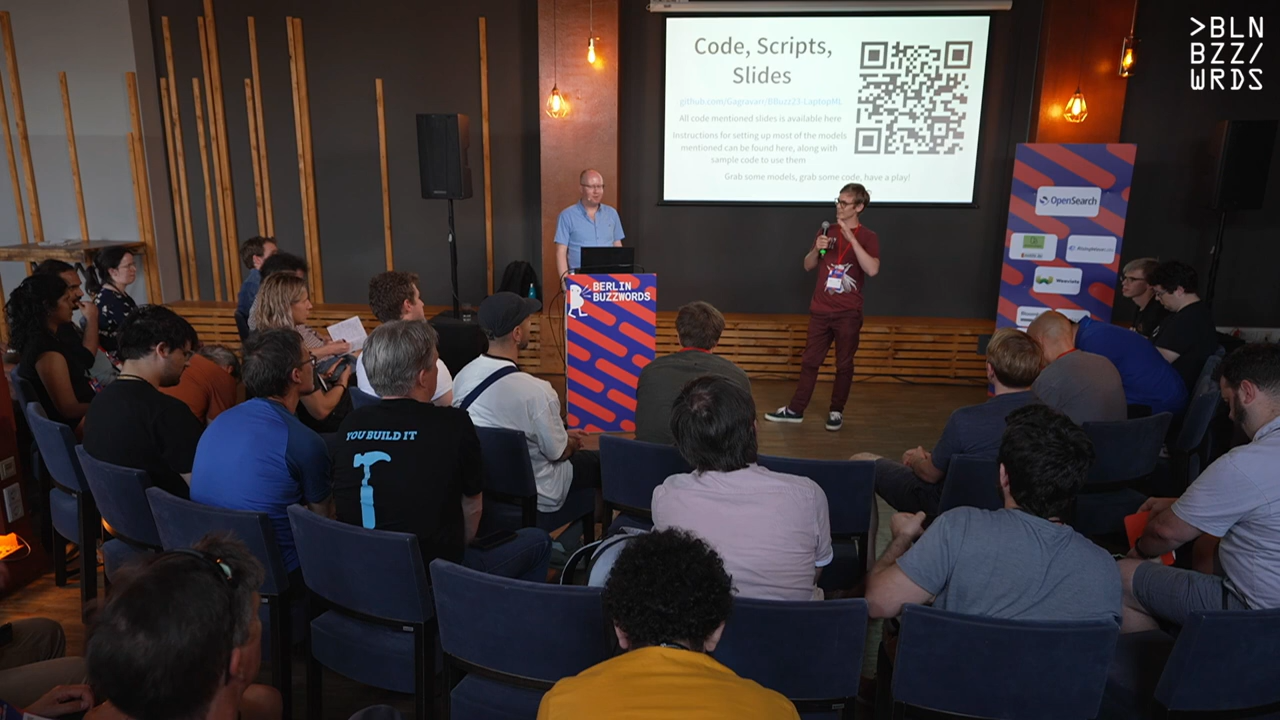 >BLN
BZZ/
WRDS
Code, Scripts,
Slides
github.com/Gagravarr/BBuzz23-LaptopML
All code mentioned slides is available here
Instructions for setting up most of the models
mentioned can be found here, along with
sample code to use them
Grab some models, grab some code, have a play!
OpenSearch
BERLIN
BUZZWORDS
YOU BUILD IT